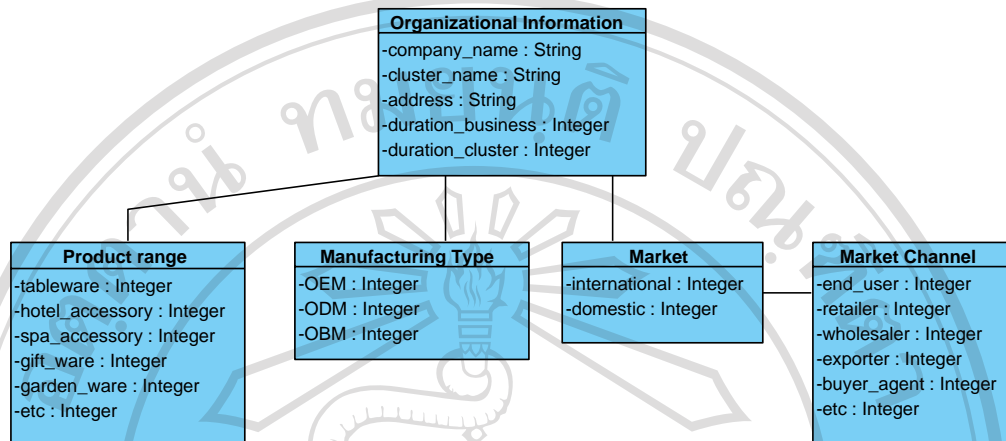 Organizational Information
-company_name : String
-cluster_name : String
-address : String
-duration_business : Integer
-duration_cluster : Integer
Product range
-tableware : Integer
-hotel_accessory : Integer
-spa_accessory : Integer
-gift_ware : Integer
-garden_ware : Integer
-etc : Integer
Manufacturing Type
-OEM : Integer
-ODM : Integer
-OBM : Integer
Market
-international : Integer
-domestic : Integer
Market Channel
-end_user : Integer
-retailer : Integer
-wholesaler : Integer
-exporter : Integer
-buyer_agent : Integer
-etc : Integer